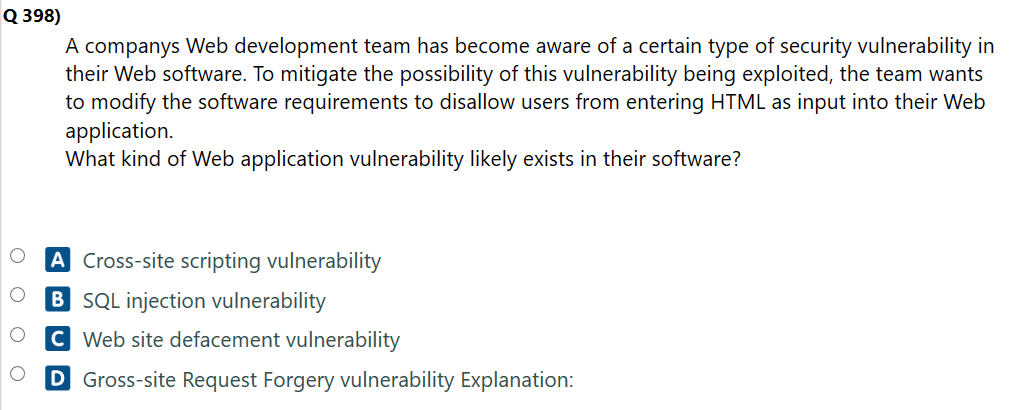 Q 398)
A companys Web development team has become aware of a certain type of security vulnerability in
their Web software. To mitigate the possibility of this vulnerability being exploited, the team wants
to modify the software requirements to disallow users from entering HTML as input into their Web
application.
What kind of Web application vulnerability likely exists in their software?
A Cross-site scripting vulnerability
B SQL injection vulnerability
C Web site defacement vulnerability
D Gross-site Request Forgery vulnerability Explanation: